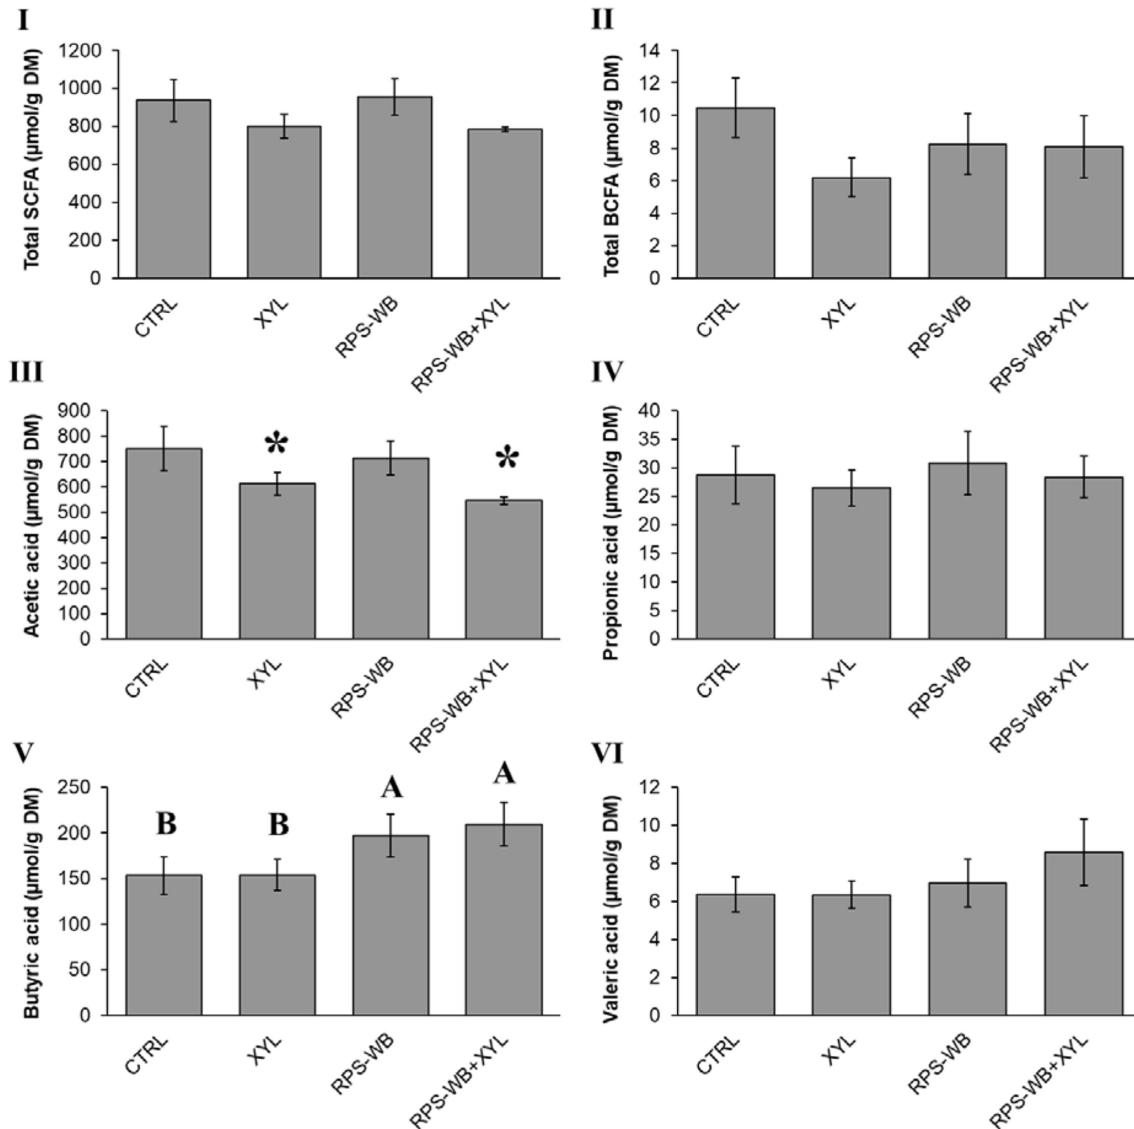 I
Total SCFA (μmol/g DM)
1200
1000
800
600
400
200
0
CTRL
XYL
RPS-WB
RPS-WB+XYL
II
Total BCFA (μmol/g DM)
14
12
10
8
6
4
2
0
CTRL
XYL
RPS-WB
RPS-WB+XYL
III
Acetic acid (μmol/g DM)
900
800
700
600
500
400
300
200
100
0
*
*
CTRL
XYL
RPS-WB
RPS-WB+XYL
IV
Propionic acid (μmol/g DM)
40
35
30
25
20
15
10
5
0
CTRL
XYL
RPS-WB
RPS-WB+XYL
V
Butyric acid (μmol/g DM)
250
200
150
100
50
0
B
B
A
A
CTRL
XYL
RPS-WB
RPS-WB+XYL
VI
Valeric acid (μmol/g DM)
12
10
8
6
4
2
0
CTRL
XYL
RPS-WB
RPS-WB+XYL